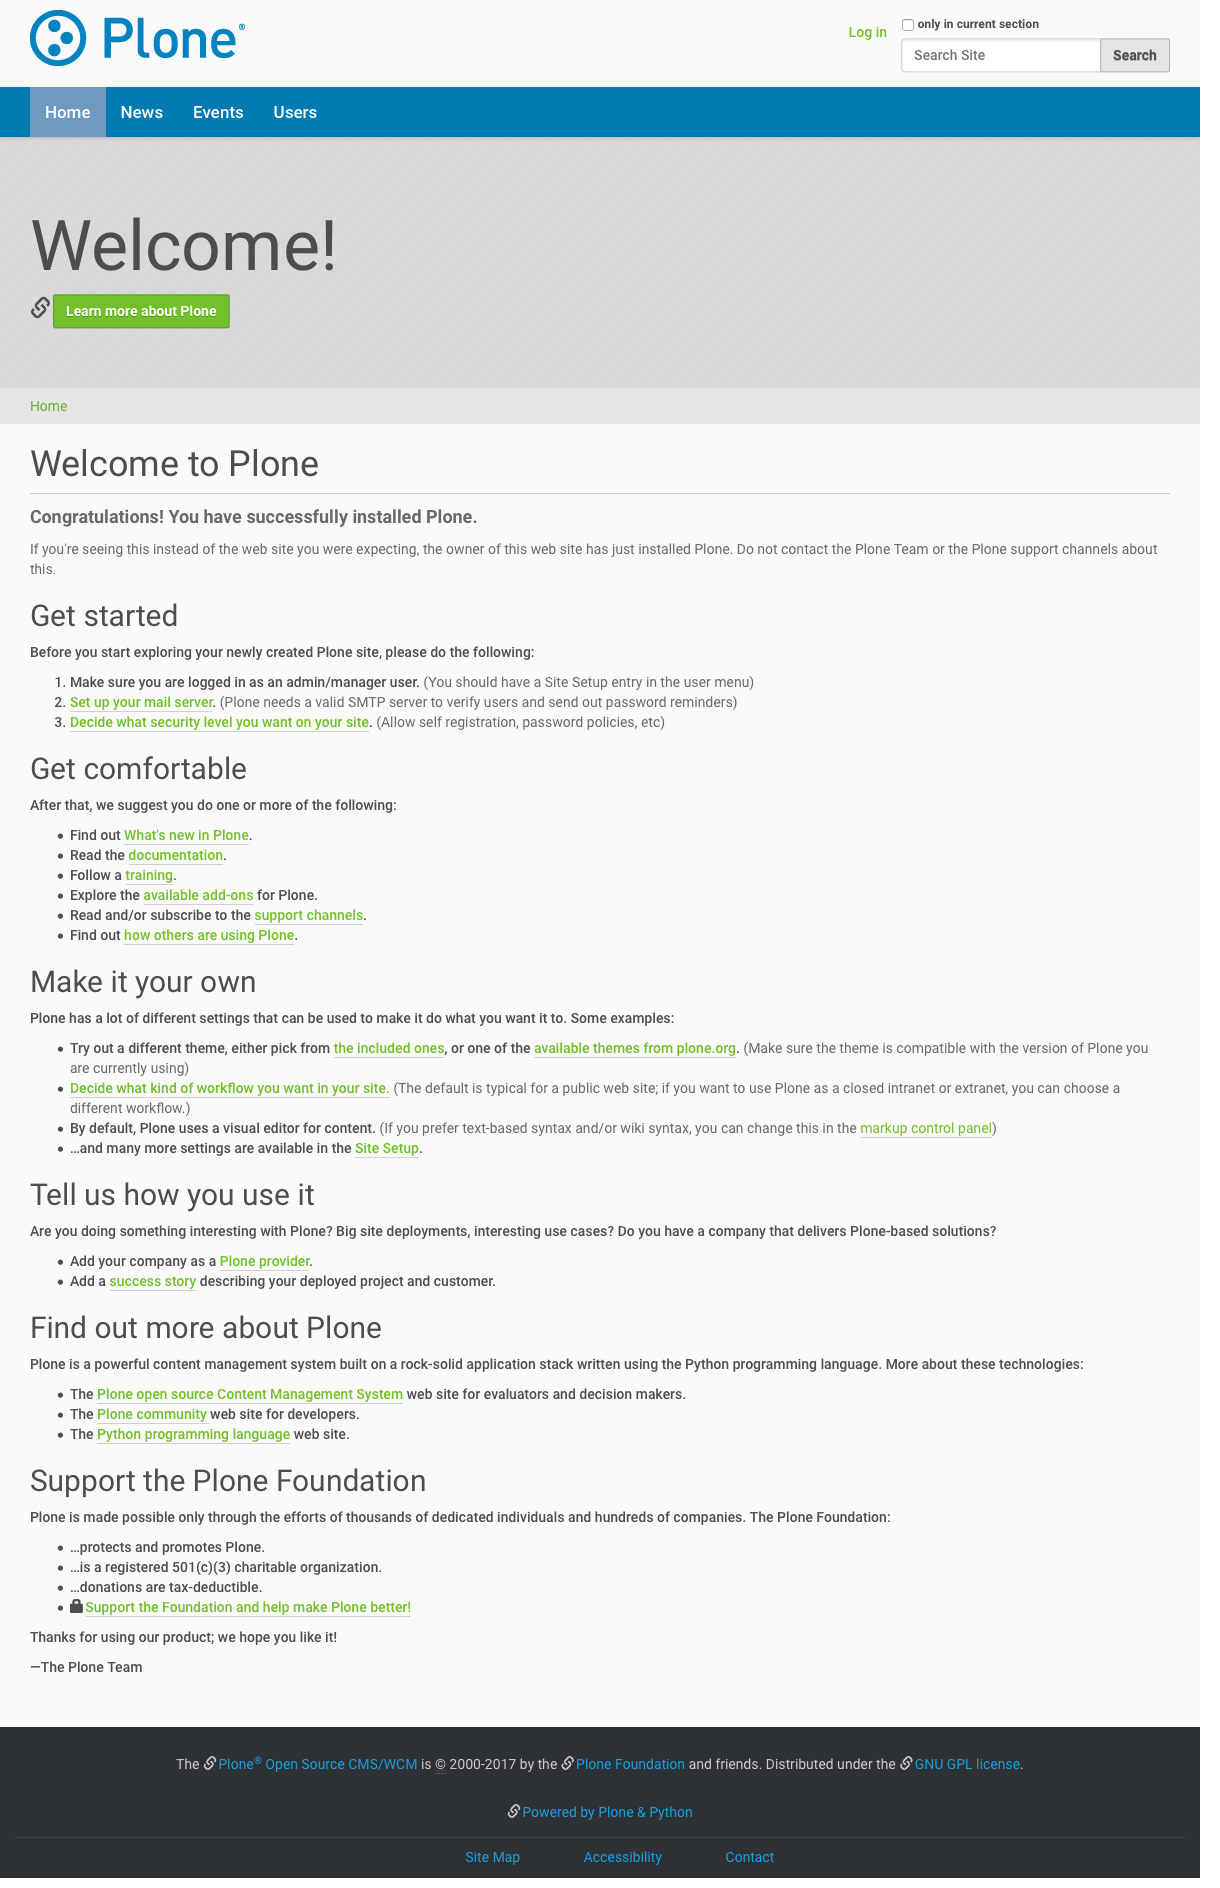 Plone®
Log in
only in current section
Search Site
Search
Home
News
Events
Users
Welcome!
Learn more about Plone
Home
Welcome to Plone
Congratulations! You have successfully installed Plone.
If you're seeing this instead of the web site you were expecting, the owner of this web site has just installed Plone. Do not contact the Plone Team or the Plone support channels about
this.
Get started
Before you start exploring your newly created Plone site, please do the following:
1. Make sure you are logged in as an admin/manager user. (You should have a Site Setup entry in the user menu)
2. Set up your mail server. (Plone needs a valid SMTP server to verify users and send out password reminders)
3. Decide what security level you want on your site. (Allow self registration, password policies, etc)
Get comfortable
After that, we suggest you do one or more of the following:
• Find out What's new in Plone.
• Read the documentation.
• Follow a training.
• Explore the available add-ons for Plone.
• Read and/or subscribe to the support channels.
• Find out how others are using Plone.
Make it your own
Plone has a lot of different settings that can be used to make it do what you want it to. Some examples:
• Try out a different theme, either pick from the included ones, or one of the available themes from plone.org. (Make sure the theme is compatible with the version of Plone you
are currently using)
• Decide what kind of workflow you want in your site. (The default is typical for a public web site; if you want to use Plone as a closed intranet or extranet, you can choose a
different workflow.)
• By default, Plone uses a visual editor for content. (If you prefer text-based syntax and/or wiki syntax, you can change this in the markup control panel)
• …and many more settings are available in the Site Setup.
Tell us how you use it
Are you doing something interesting with Plone? Big site deployments, interesting use cases? Do you have a company that delivers Plone-based solutions?
• Add your company as a Plone provider.
• Add a success story describing your deployed project and customer.
Find out more about Plone
Plone is a powerful content management system built on a rock-solid application stack written using the Python programming language. More about these technologies:
• The Plone open source Content Management System web site for evaluators and decision makers.
• The Plone community web site for developers.
• The Python programming language web site.
Support the Plone Foundation
Plone is made possible only through the efforts of thousands of dedicated individuals and hundreds of companies. The Plone Foundation:
• …protects and promotes Plone.
• …is a registered 501(c)(3) charitable organization.
• …donations are tax-deductible.
• Support the Foundation and help make Plone better!
Thanks for using our product; we hope you like it!
—The Plone Team
The Plone® Open Source CMS/WCM is © 2000-2017 by the Plone Foundation and friends. Distributed under the GNU GPL license.
Powered by Plone & Python
Site Map
Accessibility
Contact